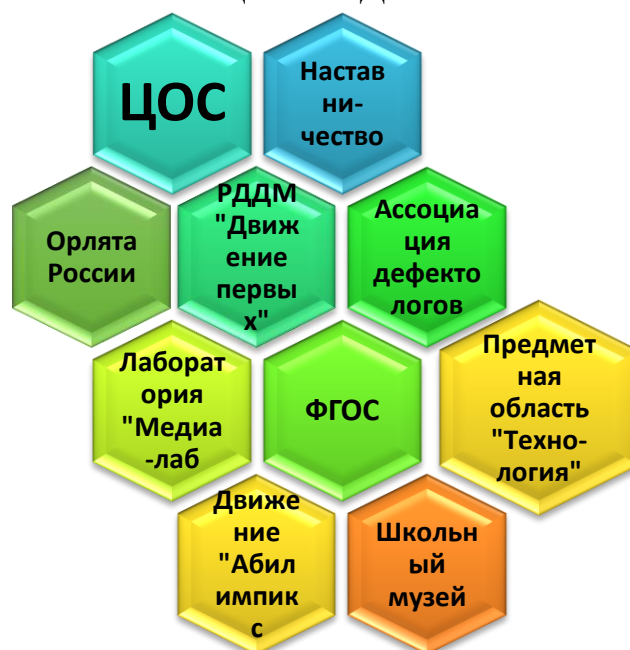 ЦОС
Настав
ни-
чество
Орлята
России
РДДМ
"Движ
ение
первы
х"
Ассоциа
ция
дефекто
логов
Лаборат
ория
"Медиа
-лаб
ФГОС
Предмет
ная
область
"Техно-
логия"
Движе
ние
"Абил
импик
с
Школьн
ый
музей